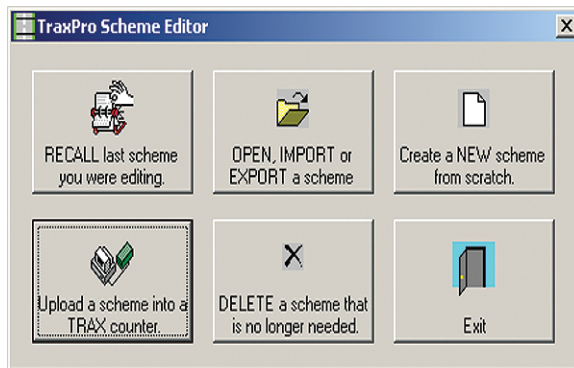 TraxPro Scheme Editor
RECALL last scheme
you were editing.
OPEN, IMPORT or
EXPORT a scheme
Create a NEW scheme
from scratch.
Upload a scheme into a
TRAX counter.
DELETE a scheme that
is no longer needed.
Exit